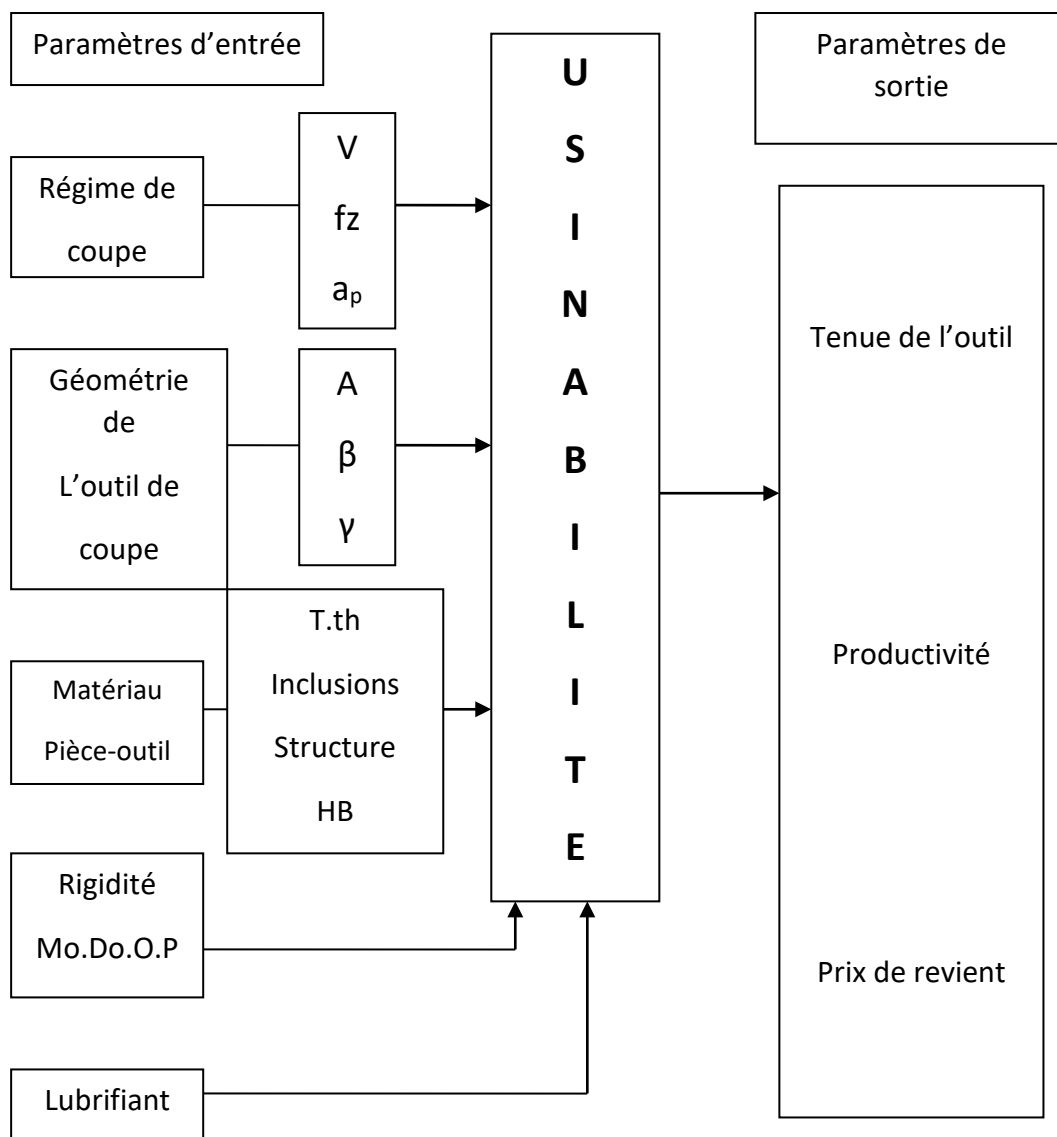 Paramètres d’entrée
Paramètres de
sortie
Régime de
coupe
V
fz
aₚ
Géométrie
de
L’outil de
coupe
A
β
γ
Matériau
Pièce-outil
T.th
Inclusions
Structure
HB
Rigidité
Mo.Do.O.P
Lubrifiant
U
S
I
N
A
B
I
L
I
T
E
Tenue de l’outil
Productivité
Prix de revient